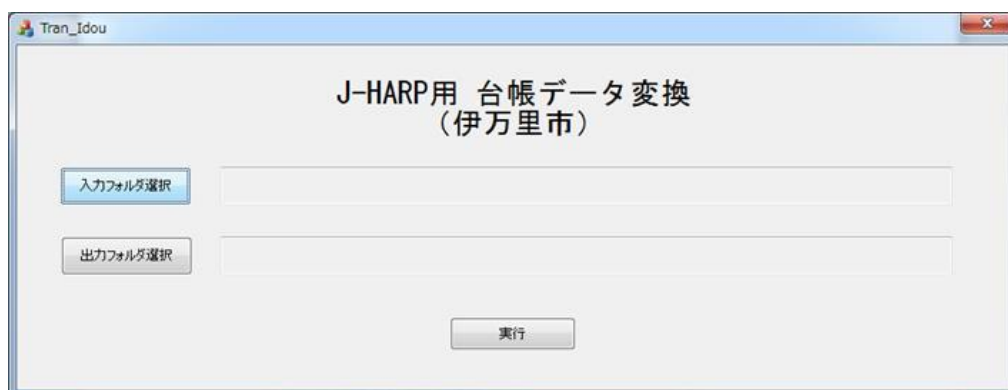 Tran_Idou
J-HARP用 台帳データ変換
（伊万里市）
入力フォルダ選択
出力フォルダ選択
実行